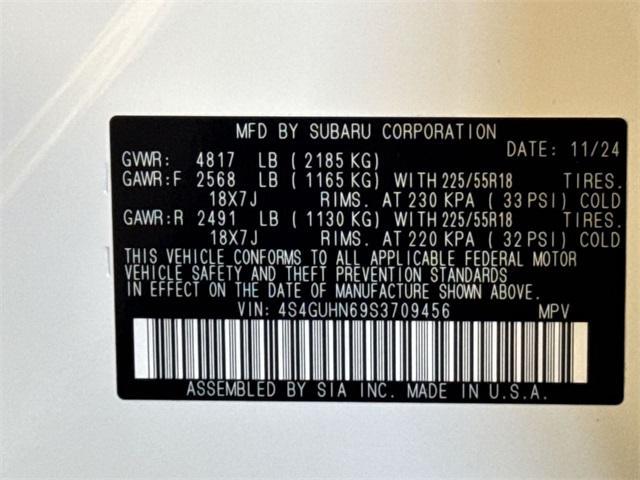 MFD BY SUBARU CORPORATION
DATE: 11/24
GVWR: 4817 LB (2185 KG)
GAWR:F 2568 LB (1165 KG) WITH 225/55R18 TIRES.
18X7J RIMS. AT 230 KPA (33 PSI) COLD
GAWR:R 2491 LB (1130 KG) WITH 225/55R18 TIRES.
18X7J RIMS. AT 220 KPA (32 PSI) COLD
THIS VEHICLE CONFORMS TO ALL APPLICABLE FEDERAL MOTOR
VEHICLE SAFETY AND THEFT PREVENTION STANDARDS
IN EFFECT ON THE DATE OF MANUFACTURE SHOWN ABOVE.
VIN: 4S4GUHN69S3709456 MPV
ASSEMBLED BY SIA INC. MADE IN U.S.A.